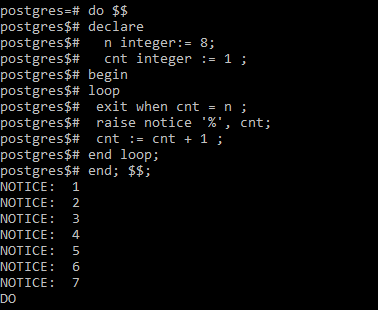 postgres=# do $$
postgres$# declare
postgres$#   n integer:= 8;
postgres$#   cnt integer := 1 ;
postgres$# begin
postgres$# loop
postgres$#  exit when cnt = n ;
postgres$#  raise notice '%', cnt;
postgres$#  cnt := cnt + 1 ;
postgres$# end loop;
postgres$# end; $$;
NOTICE:  1
NOTICE:  2
NOTICE:  3
NOTICE:  4
NOTICE:  5
NOTICE:  6
NOTICE:  7
DO